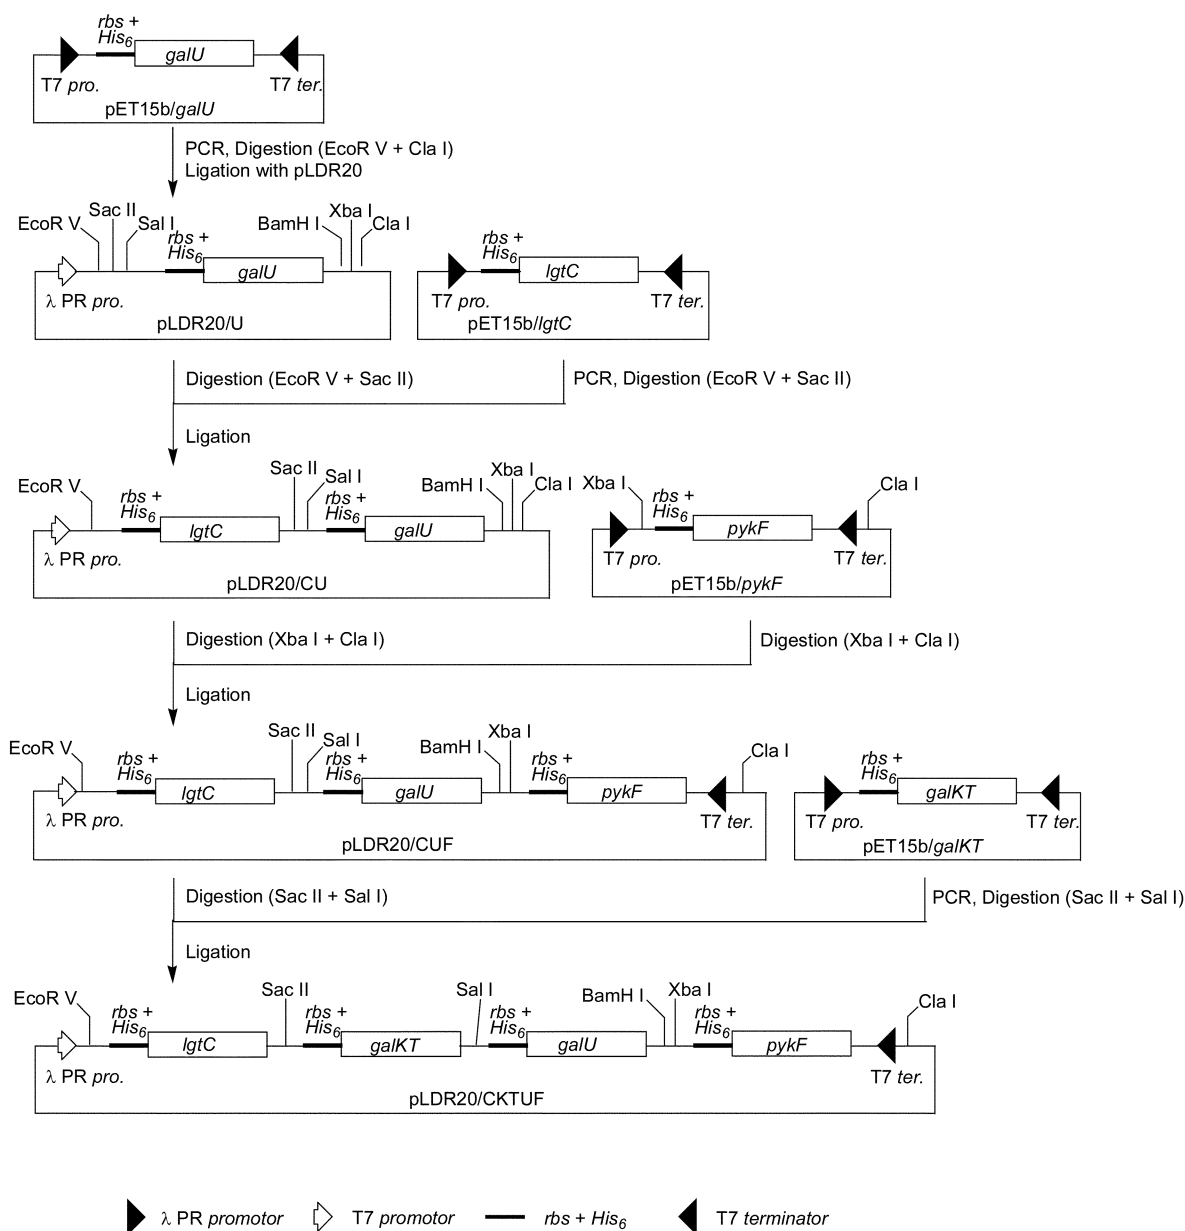 rbs +
His6
galU
T7 pro.
T7 ter.
pET15b/galU
PCR, Digestion (EcoR V + Cla I)
Ligation with pLDR20
EcoR V
Sac II
Sal I
rbs +
His6
galU
BamH I
Xba I
Cla I
λ PR pro.
pLDR20/U
rbs +
His6
lgtC
T7 pro.
T7 ter.
pET15b/lgtC
Digestion (EcoR V + Sac II)
PCR, Digestion (EcoR V + Sac II)
Ligation
EcoR V
rbs +
His6
lgtC
Sac II
Sal I
rbs +
His6
galU
BamH I
Xba I
Cla I
λ PR pro.
pLDR20/CU
Xba I
rbs +
His6
pykF
Cla I
T7 pro.
T7 ter.
pET15b/pykF
Digestion (Xba I + Cla I)
Digestion (Xba I + Cla I)
Ligation
EcoR V
rbs +
His6
lgtC
Sac II
Sal I
rbs +
His6
galU
BamH I
Xba I
rbs +
His6
pykF
Cla I
λ PR pro.
T7 ter.
pLDR20/CUF
rbs +
His6
galKT
T7 pro.
T7 ter.
pET15b/galKT
Digestion (Sac II + Sal I)
PCR, Digestion (Sac II + Sal I)
Ligation
EcoR V
rbs +
His6
lgtC
Sac II
rbs +
His6
galKT
Sal I
rbs +
His6
galU
BamH I
Xba I
rbs +
His6
pykF
Cla I
λ PR pro.
T7 ter.
pLDR20/CKTUF
λ PR promotor
T7 promotor
rbs + His6
T7 terminator